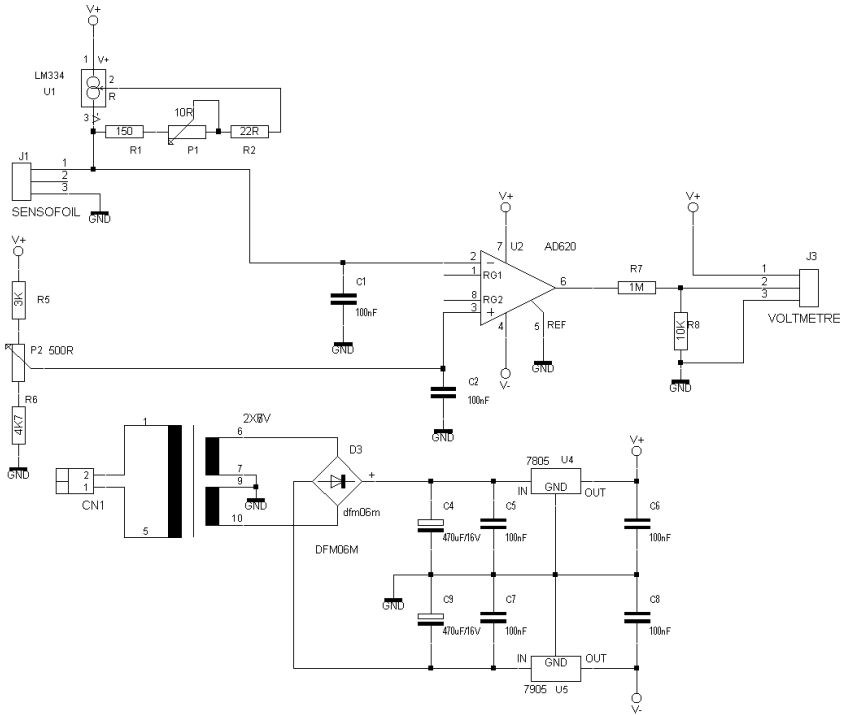 V+
1 V+
LM334
U1
2
R
3
10R
150
22R
R1
P1
R2
J1
1
2
3
SENSOFOIL
GND
V+
3K
R5
P2 500R
R6
4K7
GND
C1
100nF
GND
V+
7
U2
AD620
2
−
1
RG1
8
RG2
3
+
6
4
5
REF
V-
GND
C2
100nF
GND
R7
1M
V+
1
2
3
J3
10K
R8
GND
VOLTMETRE
1
5
2
1
CN1
6
7
9
10
GND
D3
+
dfm06m
DFM06M
C4
470uF/16V
C5
100nF
7805
U4
IN
GND
OUT
V+
C6
100nF
GND
C9
470uF/16V
C7
100nF
C8
100nF
IN
GND
OUT
7905
U5
V-